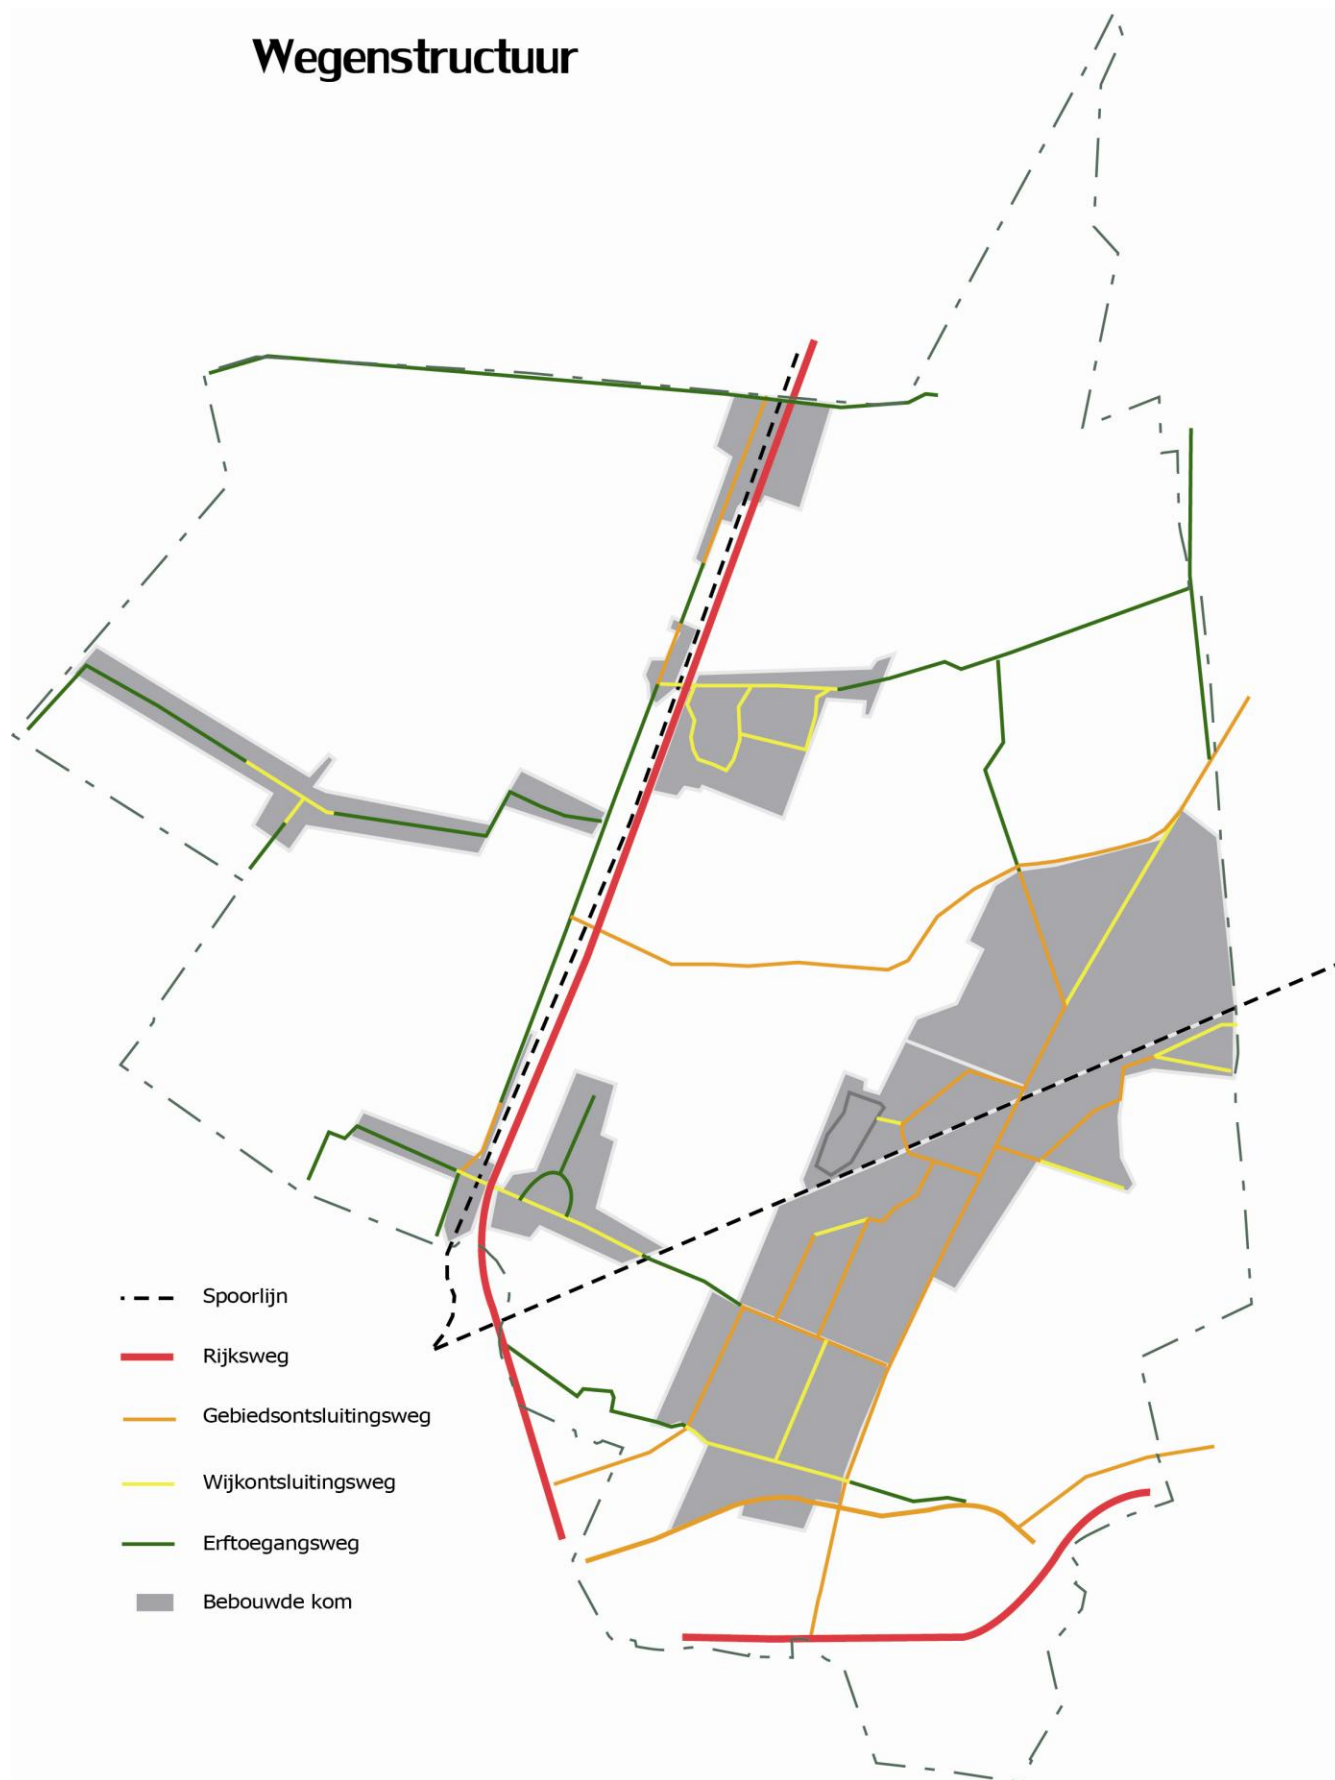 Wegenstructuur
Spoorlijn
Rijksweg
Gebiedsontsluitingsweg
Wijkontsluitingsweg
Erftoegangsweg
Bebouwde kom